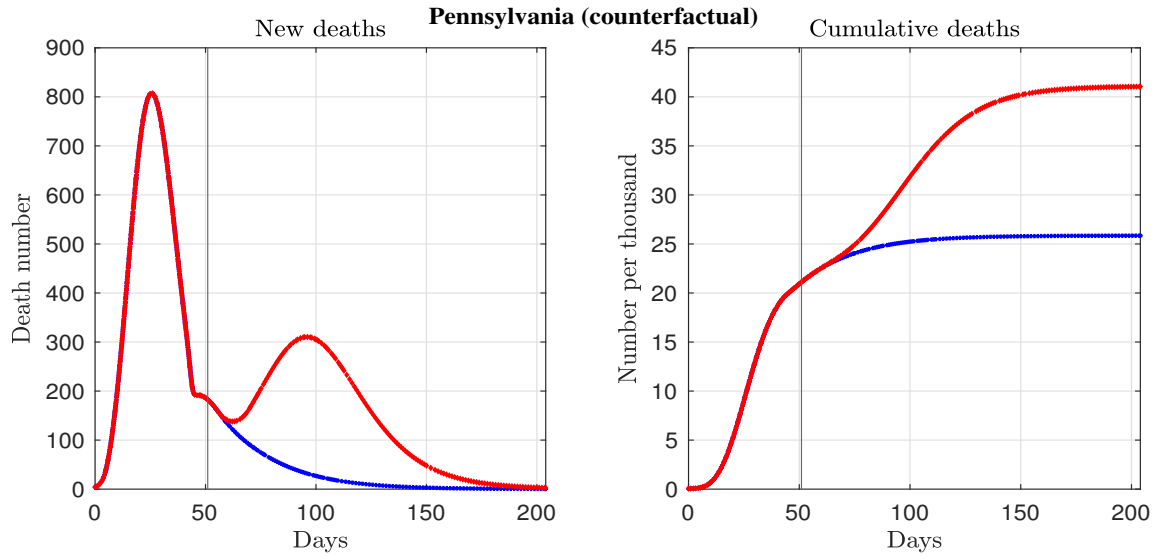 Pennsylvania (counterfactual)
New deaths
900
800
700
600
500
400
300
200
100
0
Death number
0 50 100 150 200
Days
Cumulative deaths
45
40
35
30
25
20
15
10
5
0
Number per thousand
0 50 100 150 200
Days